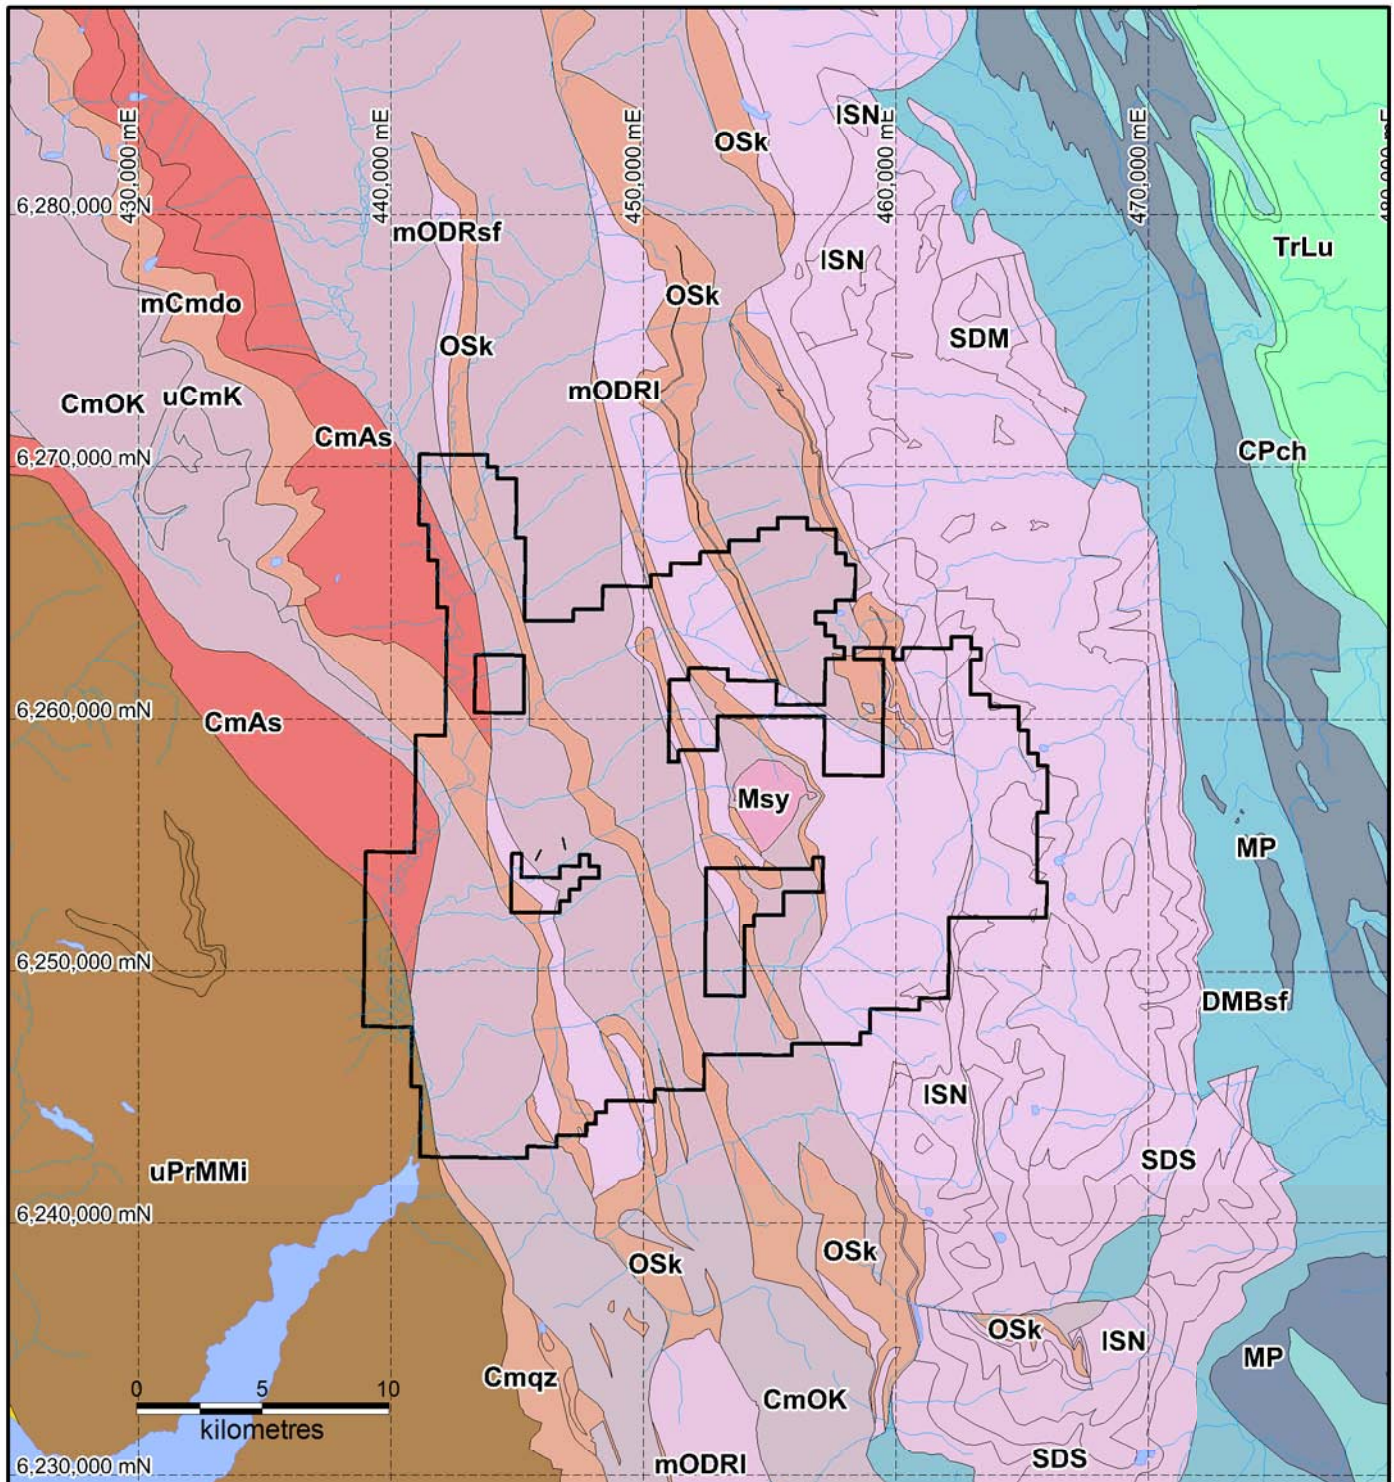 430,000 mE
440,000 mE
450,000 mE
460,000 mE
470,000 mE
ISN
OSk
6,280,000 mN
mODRsf
TrLu
ISN
OSk
mCmdo
SDM
OSk
mODRI
uCmK
CmOK
CmAs
CPch
6,270,000 mN
CmAs
6,260,000 mN
Msy
MP
6,250,000 mN
DMBsf
ISN
SDS
uPrMMi
6,240,000 mN
OSk
OSk
OSk
ISN
MP
Cmqz
0 5 10
CmOK
kilometres
SDS
mODRI
6,230,000 mN